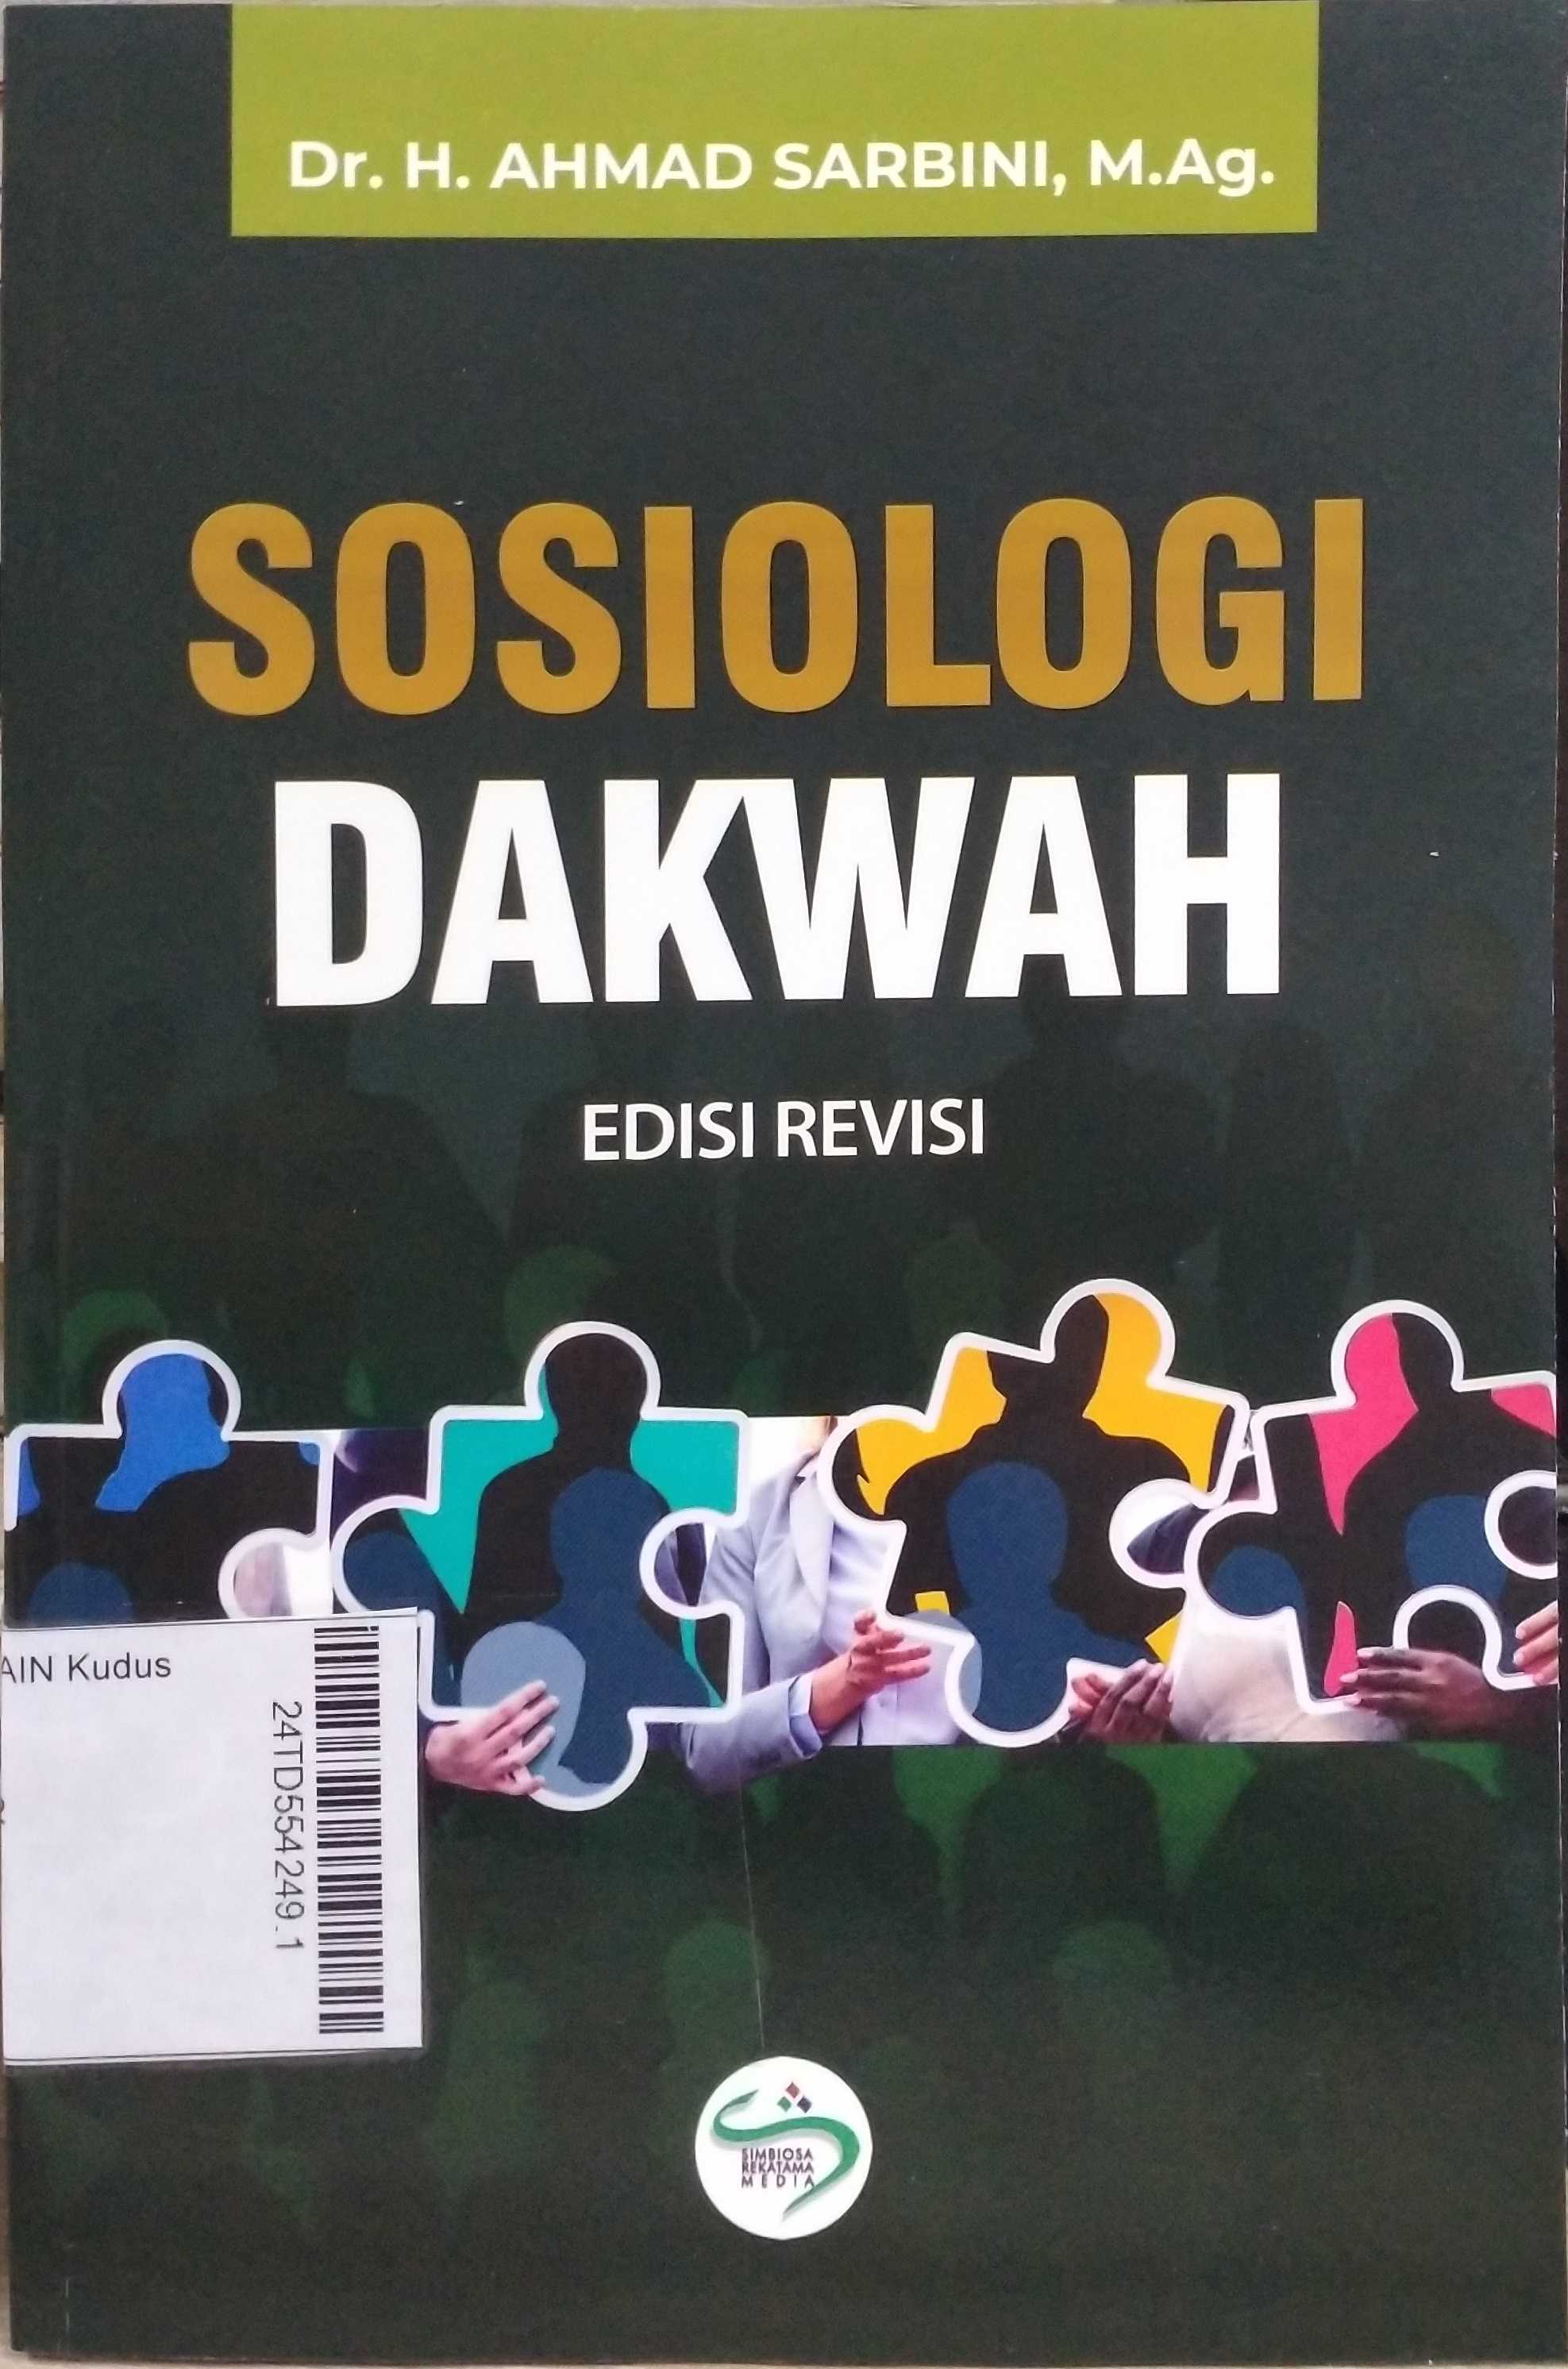 Dr. H. AHMAD SARBINI, M.Ag.
SOSIOLOGI
DAKWAH
EDISI REVISI
AIN Kudus
24TD554249.1
SIMBIOSA
REKATAMA
MEDIA